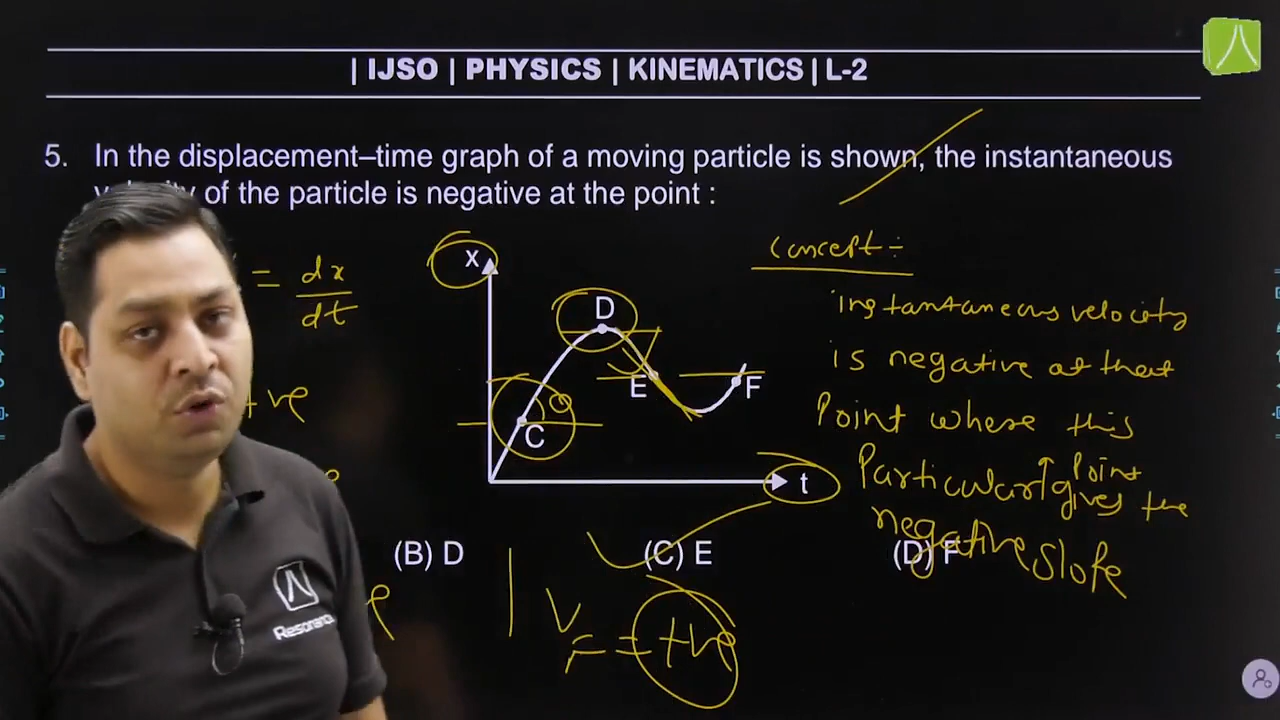 | IJSO | PHYSICS | KINEMATICS | L-2
5. In the displacement–time graph of a moving particle is shown, the instantaneous
of the particle is negative at the point :
= dx
dt
x
D
E
F
C
t
Concept :-
instantaneous velocity
is negative at that
Point where this
Particular point
gives the
negative slope
(B) D
(C) E
(D) F
V F = +ve
Resonance